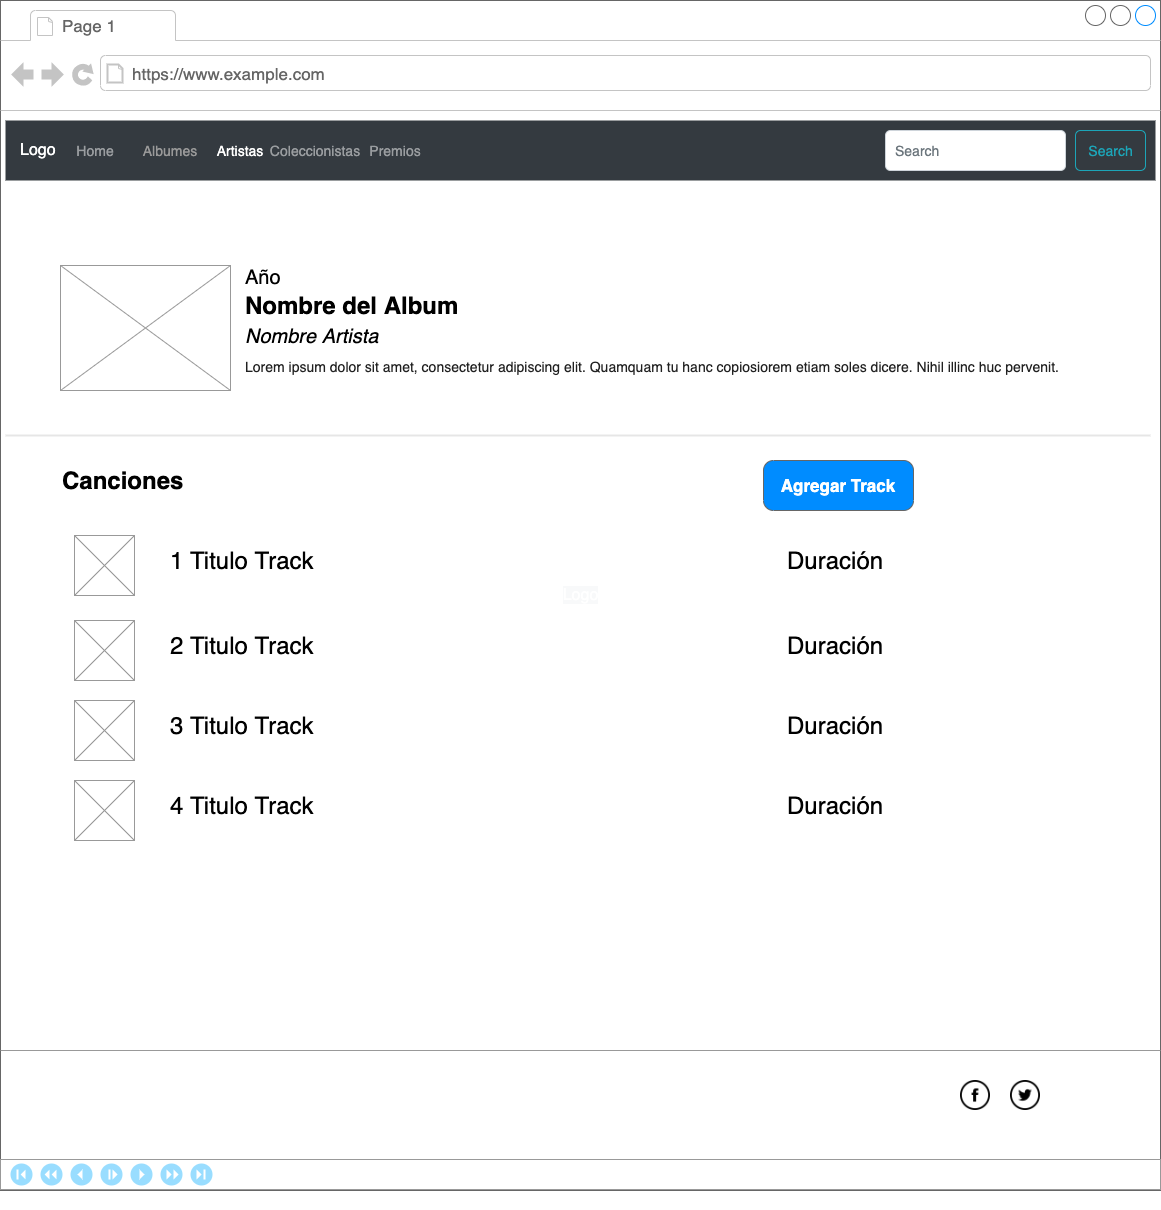 Page 1
https://www.example.com
Logo Home Albumes Artistas Coleccionistas Premios Search Search
Año
Nombre del Album
Nombre Artista
Lorem ipsum dolor sit amet, consectetur adipiscing elit. Quamquam tu hanc copiosiorem etiam soles dicere. Nihil illinc huc pervenit.
Canciones Agregar Track
1 Titulo Track Duración
Logo
2 Titulo Track Duración
3 Titulo Track Duración
4 Titulo Track Duración